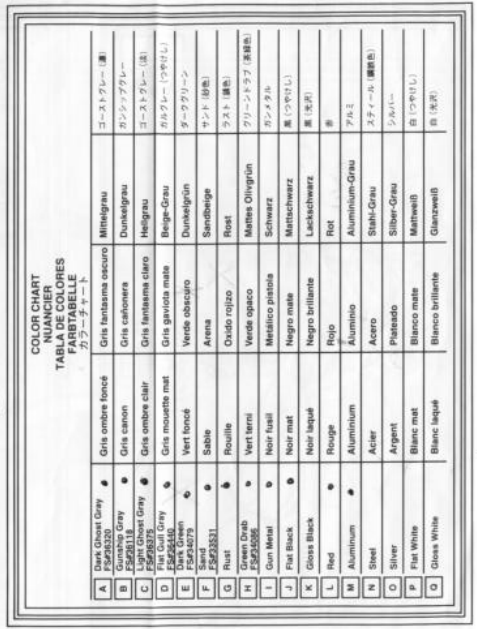 COLOR CHART
NUANCIER
TABLA DE COLORES
FARBTABELLE
カラーチャート
A Dark Ghost Gray FS#36320 Gris ombre foncé Gris fantasma oscuro Mittelgrau ゴーストグレー (濃)
B Gunship Gray FS#36118 Gris canon Gris cañonera Dunkelgrau ガンシップグレー
C Light Ghost Gray FS#36375 Gris ombre clair Gris fantasma claro Hellgrau ゴーストグレー (淡)
D Flat Gull Gray FS#36440 Gris mouette mat Gris gaviota mate Beige-Grau ガルグレー (つやけし)
E Dark Green FS#34079 Vert foncé Verde obscuro Dunkelgrün ダークグリーン
F Sand FS#33531 Sable Arena Sandbeige サンド (砂色)
G Rust Rouille Oxido rojizo Rost ラスト (錆色)
H Green Drab FS#34086 Vert terni Verde opaco Mattes Olivgrün グリーンドラブ (茶緑色)
I Gun Metal Noir fusil Metálico pistola Schwarz ガンメタル
J Flat Black Noir mat Negro mate Mattschwarz 黒 (つやけし)
K Gloss Black Noir laqué Negro brillante Lackschwarz 黒 (光沢)
L Red Rouge Rojo Rot 赤
M Aluminum Aluminium Aluminio Aluminium-Grau アルミ
N Steel Acier Acero Stahl-Grau スティール (鋼鉄色)
O Silver Argent Plateado Silber-Grau シルバー
P Flat White Blanc mat Blanco mate Mattweiß 白 (つやけし)
Q Gloss White Blanc laqué Blanco brillante Glanzweiß 白 (光沢)